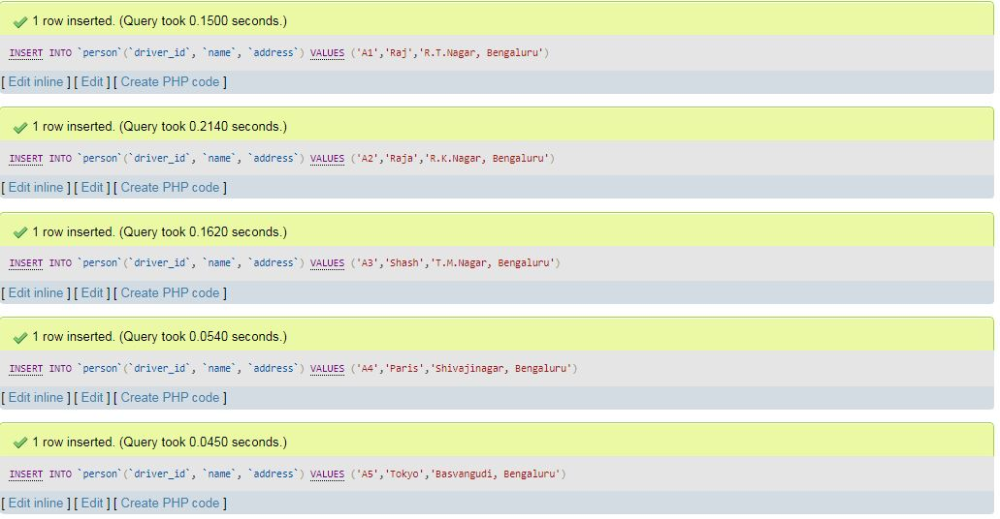 1 row inserted. (Query took 0.1500 seconds.)
INSERT INTO `person`(`driver_id`, `name`, `address`) VALUES ('A1','Raj','R.T.Nagar, Bengaluru')
[ Edit inline ] [ Edit ] [ Create PHP code ]
1 row inserted. (Query took 0.2140 seconds.)
INSERT INTO `person`(`driver_id`, `name`, `address`) VALUES ('A2','Raja','R.K.Nagar, Bengaluru')
[ Edit inline ] [ Edit ] [ Create PHP code ]
1 row inserted. (Query took 0.1620 seconds.)
INSERT INTO `person`(`driver_id`, `name`, `address`) VALUES ('A3','Shash','T.M.Nagar, Bengaluru')
[ Edit inline ] [ Edit ] [ Create PHP code ]
1 row inserted. (Query took 0.0540 seconds.)
INSERT INTO `person`(`driver_id`, `name`, `address`) VALUES ('A4','Paris','Shivajinagar, Bengaluru')
[ Edit inline ] [ Edit ] [ Create PHP code ]
1 row inserted. (Query took 0.0450 seconds.)
INSERT INTO `person`(`driver_id`, `name`, `address`) VALUES ('A5','Tokyo','Basvangudi, Bengaluru')
[ Edit inline ] [ Edit ] [ Create PHP code ]